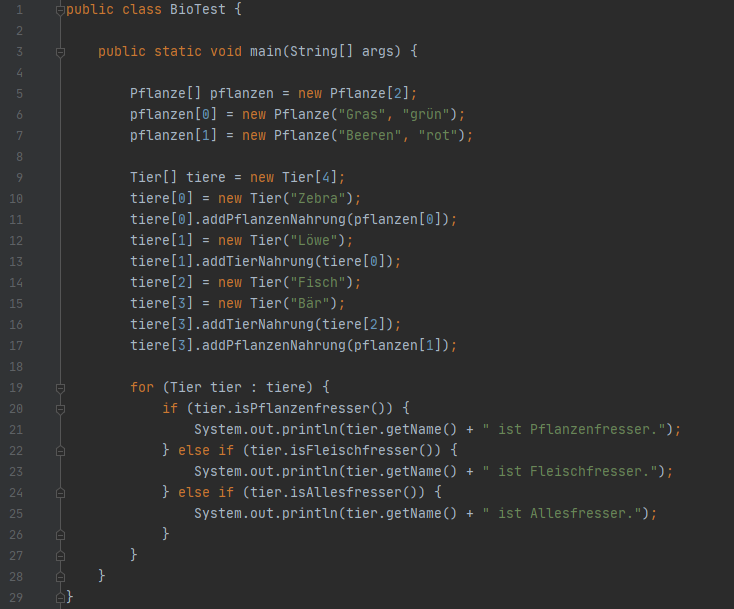 1 public class BioTest {
2
3 public static void main(String[] args) {
4
5 Pflanze[] pflanzen = new Pflanze[2];
6 pflanzen[0] = new Pflanze("Gras", "grün");
7 pflanzen[1] = new Pflanze("Beeren", "rot");
8
9 Tier[] tiere = new Tier[4];
10 tiere[0] = new Tier("Zebra");
11 tiere[0].addPflanzenNahrung(pflanzen[0]);
12 tiere[1] = new Tier("Löwe");
13 tiere[1].addTierNahrung(tiere[0]);
14 tiere[2] = new Tier("Fisch");
15 tiere[3] = new Tier("Bär");
16 tiere[3].addTierNahrung(tiere[2]);
17 tiere[3].addPflanzenNahrung(pflanzen[1]);
18
19 for (Tier tier : tiere) {
20 if (tier.isPflanzenfresser()) {
21 System.out.println(tier.getName() + " ist Pflanzenfresser.");
22 } else if (tier.isFleischfresser()) {
23 System.out.println(tier.getName() + " ist Fleischfresser.");
24 } else if (tier.isAllesfresser()) {
25 System.out.println(tier.getName() + " ist Allesfresser.");
26 }
27 }
28 }
29 }